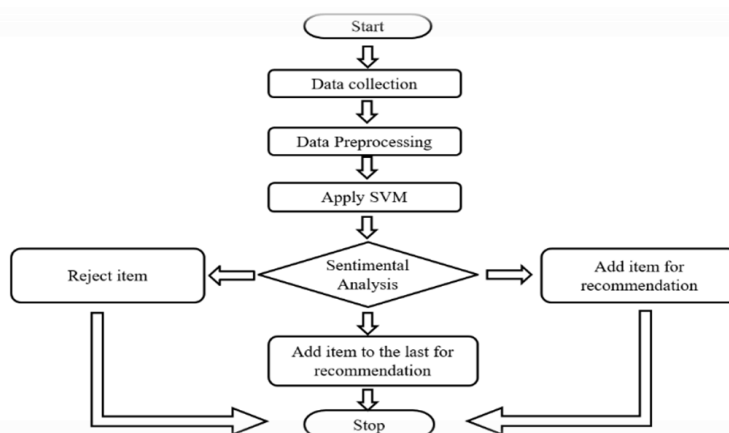 Start
Data collection
Data Preprocessing
Apply SVM
Sentimental
Analysis
Reject item
Add item for
recommendation
Add item to the last for
recommendation
Stop